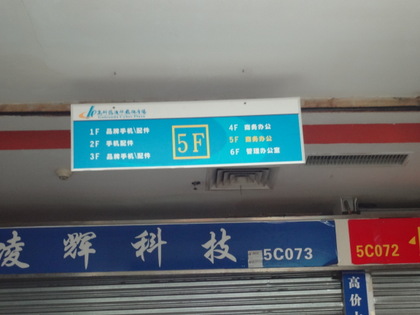 1F 品牌手机\配件
2F 手机配件
3F 品牌手机\配件
5F
4F 商务办公
5F 商务办公
6F 管理办公室
凌辉科技
5C073
5C072
高价